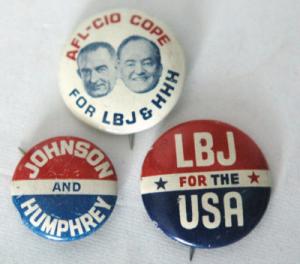 AFL-CIO COPE
FOR LBJ & HHH
JOHNSON
AND
HUMPHREY
LBJ
FOR THE
USA